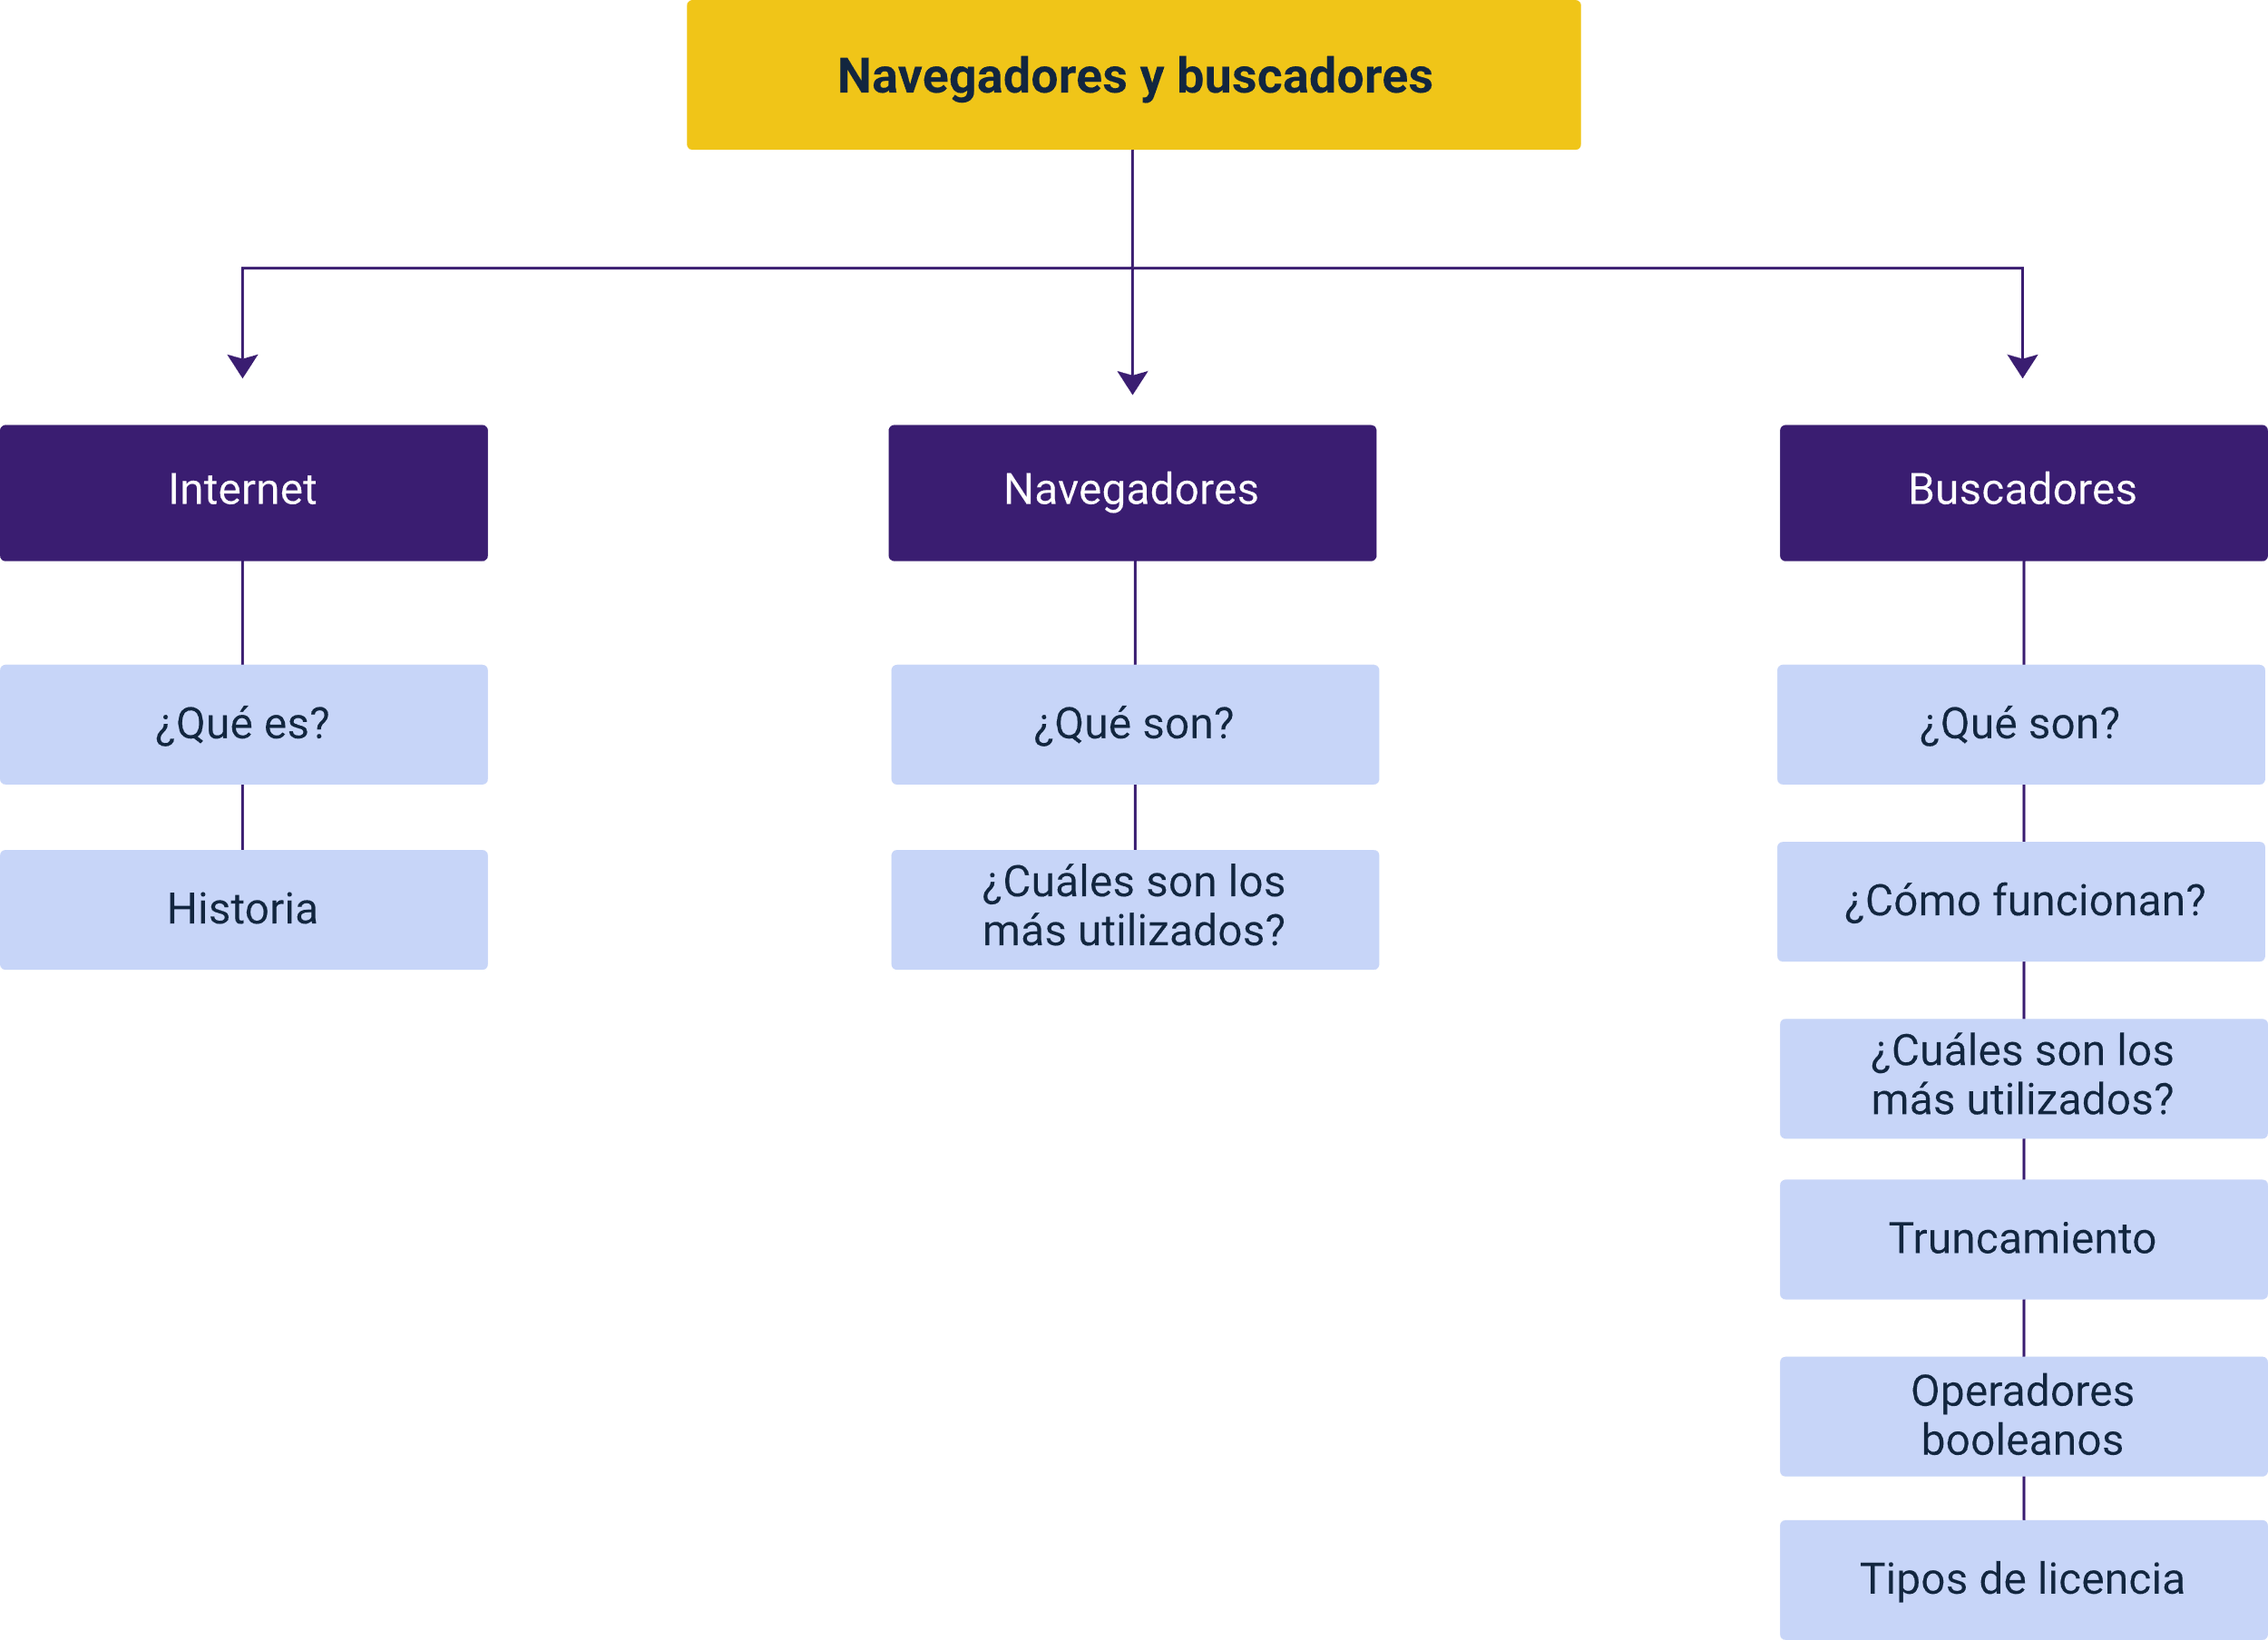 Navegadores y buscadores
Internet
¿Qué es?
Historia
Navegadores
¿Qué son?
¿Cuáles son los
más utilizados?
Buscadores
¿Qué son?
¿Cómo funcionan?
¿Cuáles son los
más utilizados?
Truncamiento
Operadores
booleanos
Tipos de licencia